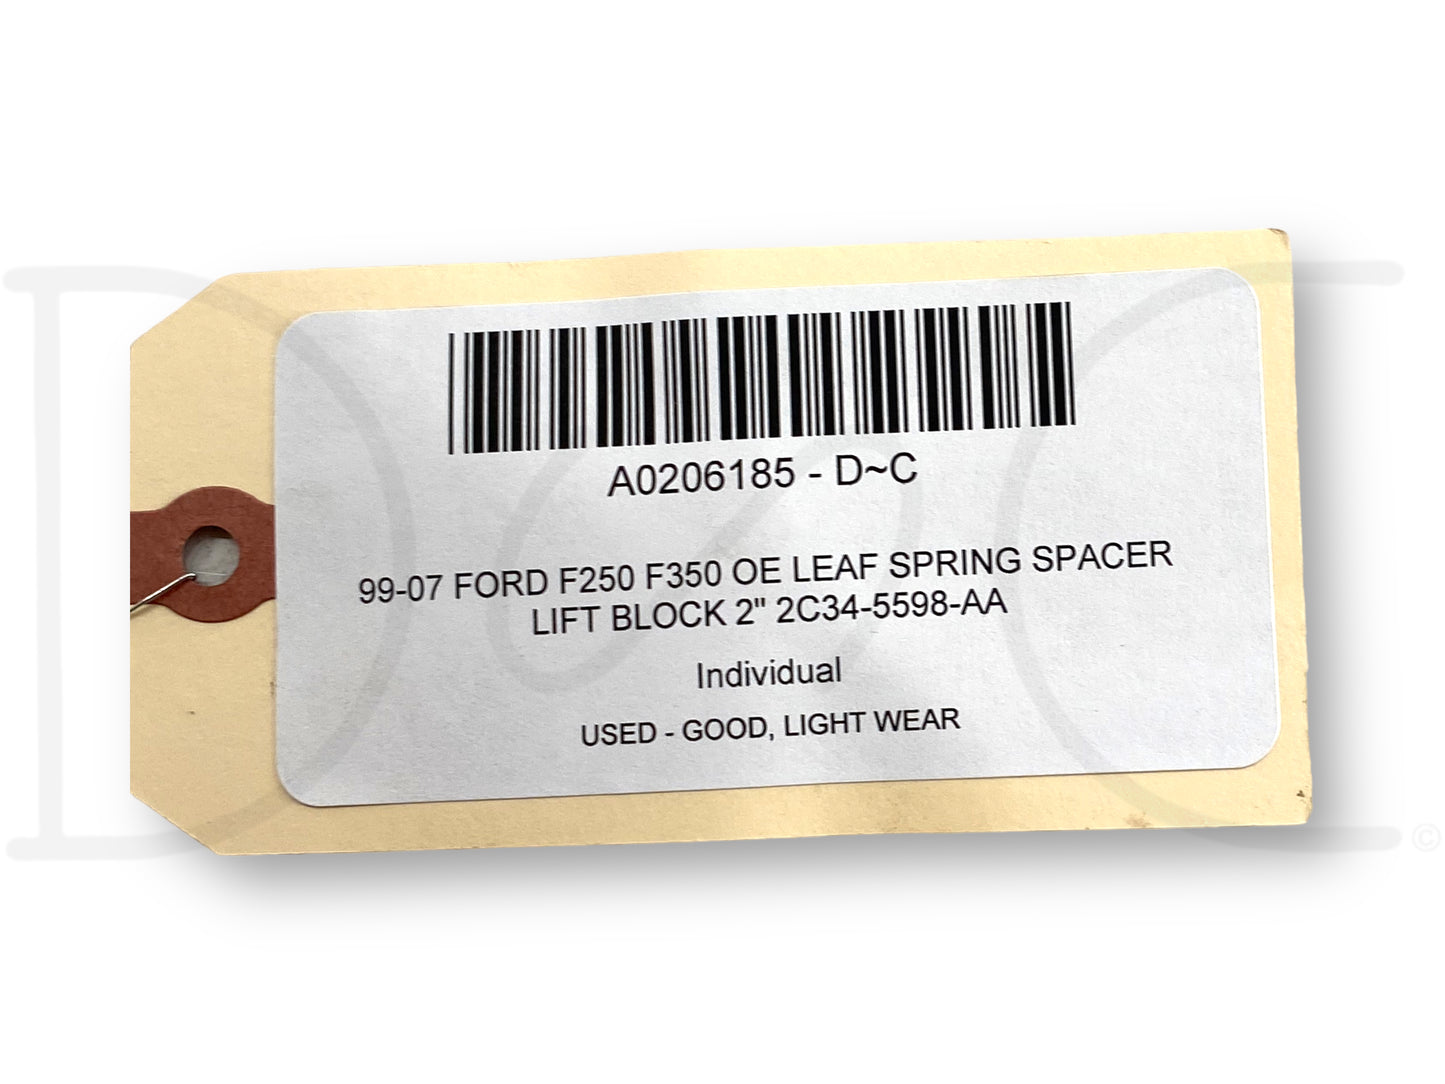 A0206185 - D~C
99-07 FORD F250 F350 OE LEAF SPRING SPACER
LIFT BLOCK 2" 2C34-5598-AA
Individual
USED - GOOD, LIGHT WEAR
D~C
©